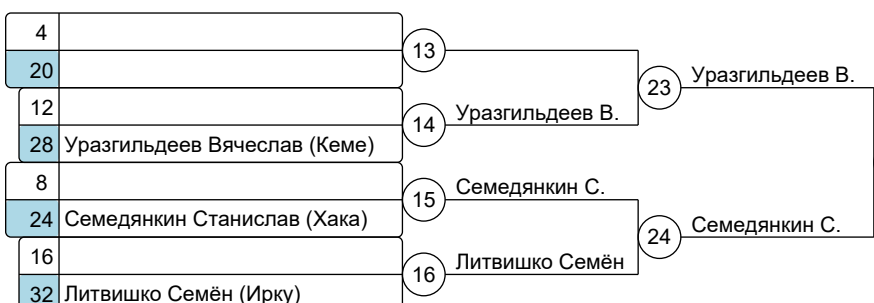 4
13
20
23 Уразгильдеев В.
12
14 Уразгильдеев В.
28 Уразгильдеев Вячеслав (Кеме)
8
15 Семедянкин С.
24 Семедянкин Станислав (Хака)
24 Семедянкин С.
16
16 Литвишко Семён
32 Литвишко Семён (Ирку)